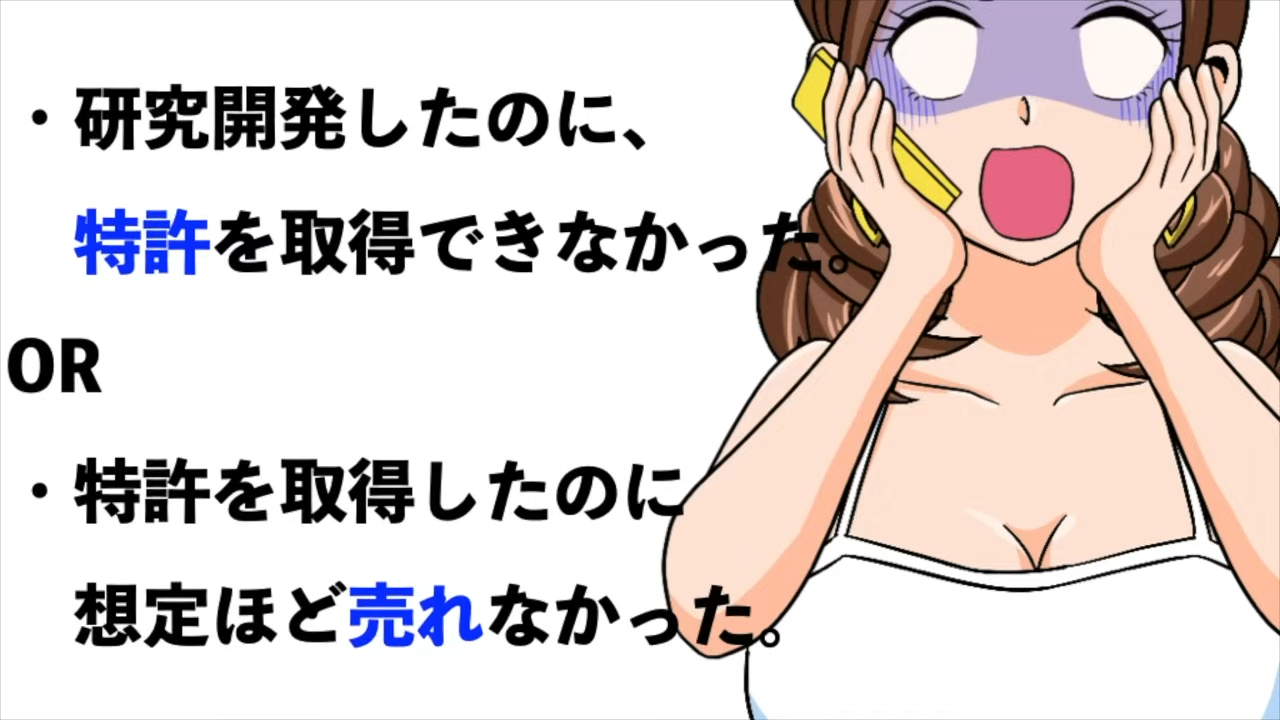 ・研究開発したのに、
特許を取得できなかった。
OR
・特許を取得したのに
想定ほど売れなかった。